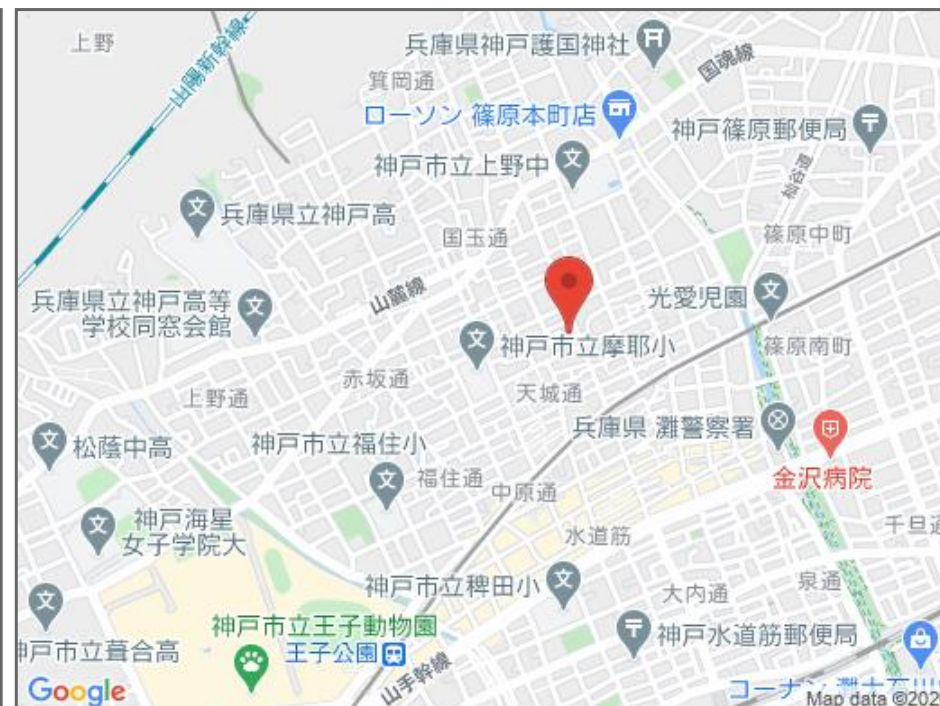 上野
山陽新幹線
兵庫県神戸護国神社
国魂線
箕岡通
ローソン 篠原本町店
神戸篠原郵便局
神戸市立上野中
兵庫県立神戸高
国玉通
篠原中町
山麓線
光愛児園
兵庫県立神戸高等
学校同窓会館
神戸市立摩耶小
篠原南町
赤坂通
天城通
上野通
兵庫県 灘警察署
松蔭中高
神戸市立福住小
金沢病院
福住通
中原通
神戸海星
女子学院大
水道筋
千旦通
神戸市立稗田小
大内通
泉通
神戸市立葺合高
神戸市立王子動物園
王子公園
神戸水道筋郵便局
山手幹線
Google
コーナン
Map data ©202